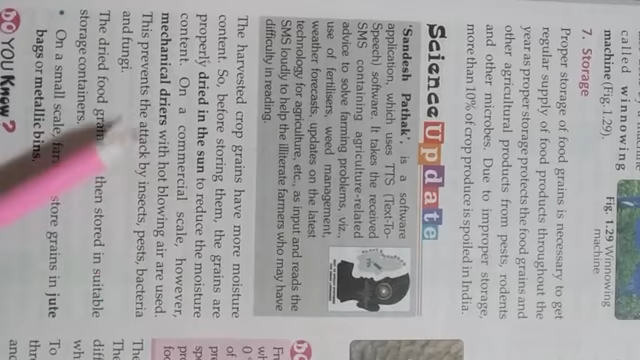 called winnowing
machine (Fig. 1.29).
Fig. 1.29 Winnowing
machine
7. Storage
Proper storage of food grains is necessary to get
regular supply of food products throughout the
year as proper storage protects the food grains and
other agricultural products from pests, rodents
and other microbes. Due to improper storage,
more than 10% of crop produce is spoiled in India.
Science Update
'Sandesh Pathak', is a software
application, which uses TTS (Text-To-
Speech) software. It takes the received
SMS containing agriculture-related
advice to solve farming problems, viz.,
use of fertilisers, weed management,
weather forecasts, updates on the latest
technology for agriculture, etc., as input and reads the
SMS loudly to help the illiterate farmers who may have
difficulty in reading.
The harvested crop grains have more moisture
content. So, before storing them, the grains are
properly dried in the sun to reduce the moisture
content. On a commercial scale, however,
mechanical driers with hot blowing air are used.
This prevents the attack by insects, pests, bacteria
and fungi.
The dried food then stored in suitable
storage containers.
• On a small scale, store grains in jute
bags or metallic bins.
DO YOU KNOW?